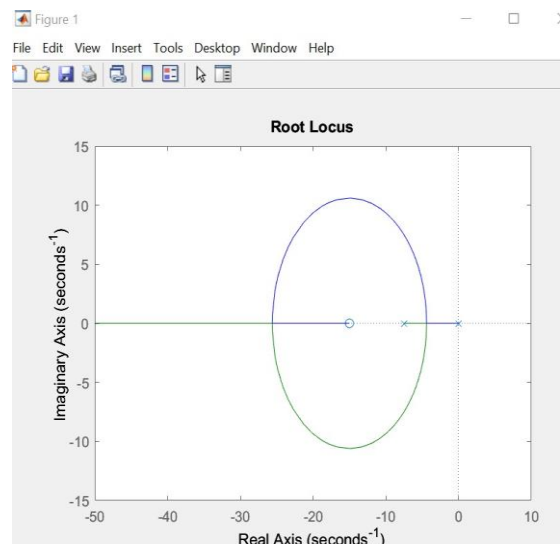 Figure 1
File Edit View Insert Tools Desktop Window Help
Root Locus
15
10
5
0
-5
-10
-15
Imaginary Axis (seconds⁻¹)
-50 -40 -30 -20 -10 0 10
Real Axis (seconds⁻¹)